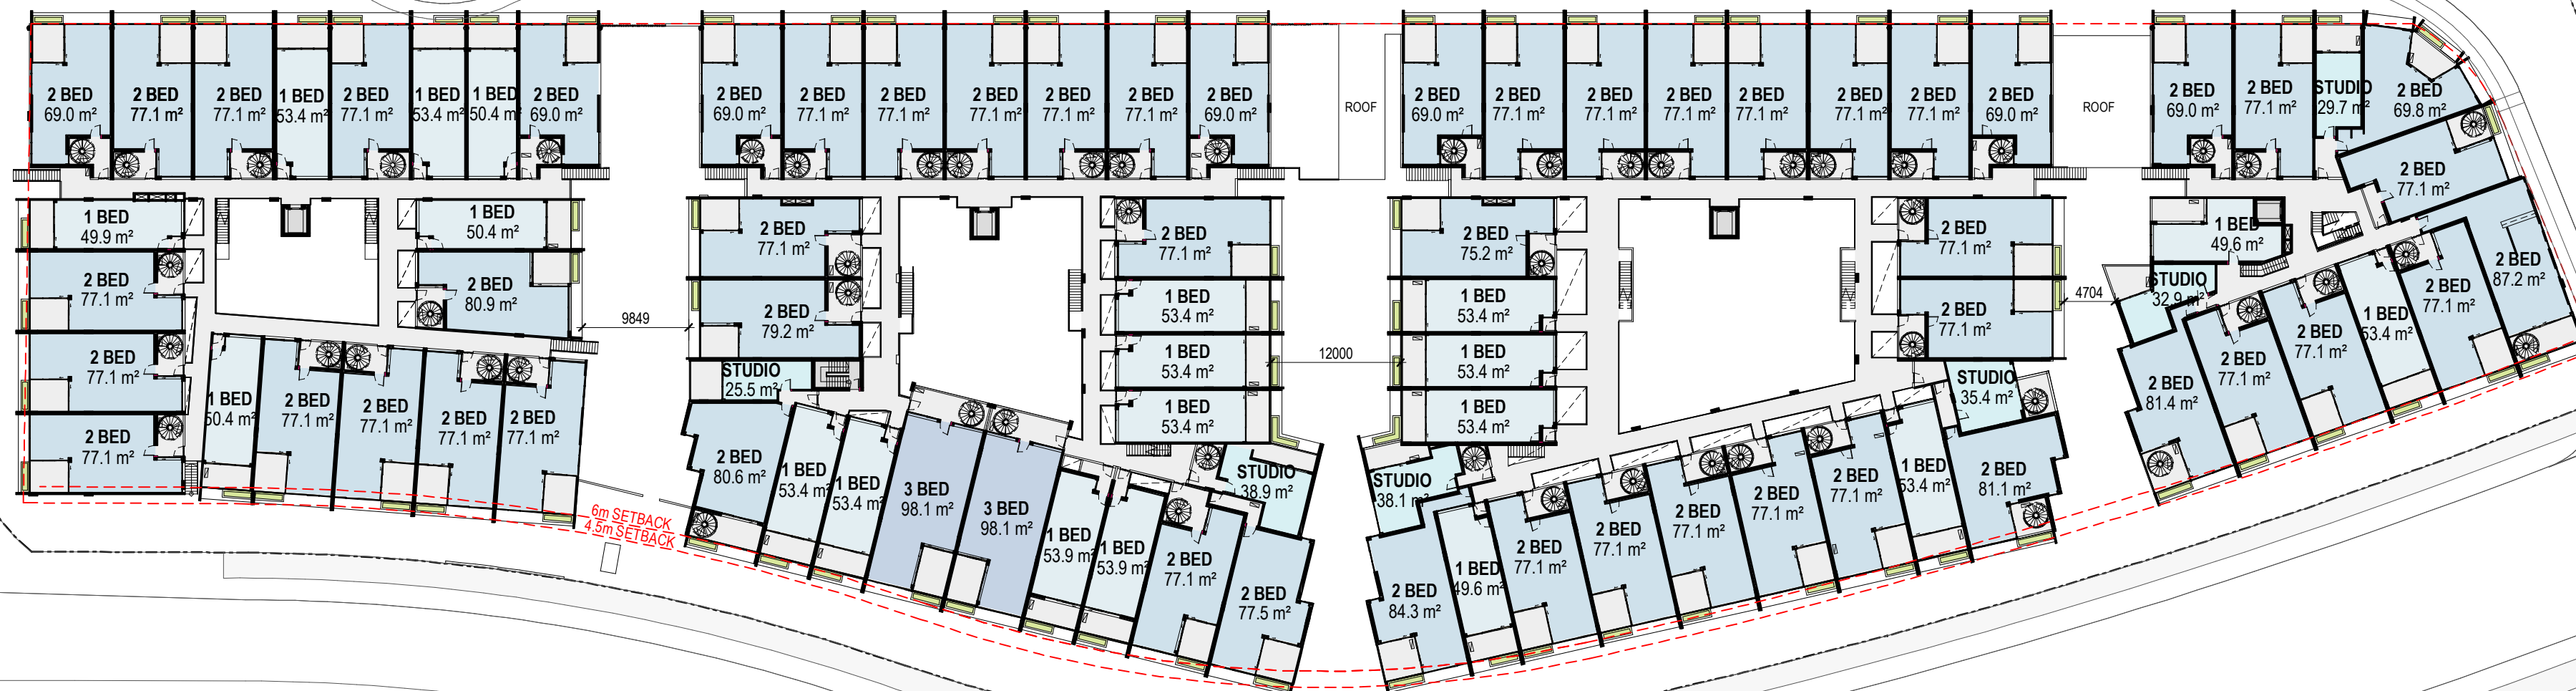 2 BED
69.0 m²
2 BED
77.1 m²
2 BED
77.1 m²
1 BED
53.4 m²
2 BED
77.1 m²
1 BED
53.4 m²
1 BED
50.4 m²
2 BED
69.0 m²
2 BED
69.0 m²
2 BED
77.1 m²
2 BED
77.1 m²
2 BED
77.1 m²
2 BED
77.1 m²
2 BED
77.1 m²
2 BED
69.0 m²
ROOF
2 BED
69.0 m²
2 BED
77.1 m²
2 BED
77.1 m²
2 BED
77.1 m²
2 BED
77.1 m²
2 BED
77.1 m²
2 BED
77.1 m²
2 BED
69.0 m²
ROOF
2 BED
69.0 m²
2 BED
77.1 m²
STUDIO
29.7 m²
2 BED
69.8 m²
2 BED
77.1 m²
1 BED
49.9 m²
2 BED
77.1 m²
2 BED
77.1 m²
2 BED
77.1 m²
1 BED
50.4 m²
2 BED
80.9 m²
1 BED
50.4 m²
2 BED
77.1 m²
2 BED
77.1 m²
2 BED
77.1 m²
2 BED
77.1 m²
9849
6m SETBACK
4.5m SETBACK
2 BED
77.1 m²
2 BED
79.2 m²
STUDIO
25.5 m²
2 BED
80.6 m²
1 BED
53.4 m²
1 BED
53.4 m²
3 BED
98.1 m²
3 BED
98.1 m²
1 BED
53.9 m²
1 BED
53.9 m²
2 BED
77.1 m²
2 BED
77.5 m²
STUDIO
38.9 m²
2 BED
77.1 m²
1 BED
53.4 m²
1 BED
53.4 m²
1 BED
53.4 m²
12000
2 BED
75.2 m²
1 BED
53.4 m²
1 BED
53.4 m²
1 BED
53.4 m²
STUDIO
38.1 m²
2 BED
84.3 m²
1 BED
49.6 m²
2 BED
77.1 m²
2 BED
77.1 m²
2 BED
77.1 m²
2 BED
77.1 m²
2 BED
77.1 m²
1 BED
53.4 m²
2 BED
81.1 m²
STUDIO
35.4 m²
2 BED
77.1 m²
2 BED
77.1 m²
4704
1 BED
49.6 m²
STUDIO
32.9 m²
2 BED
81.4 m²
2 BED
77.1 m²
2 BED
77.1 m²
1 BED
53.4 m²
2 BED
77.1 m²
2 BED
87.2 m²